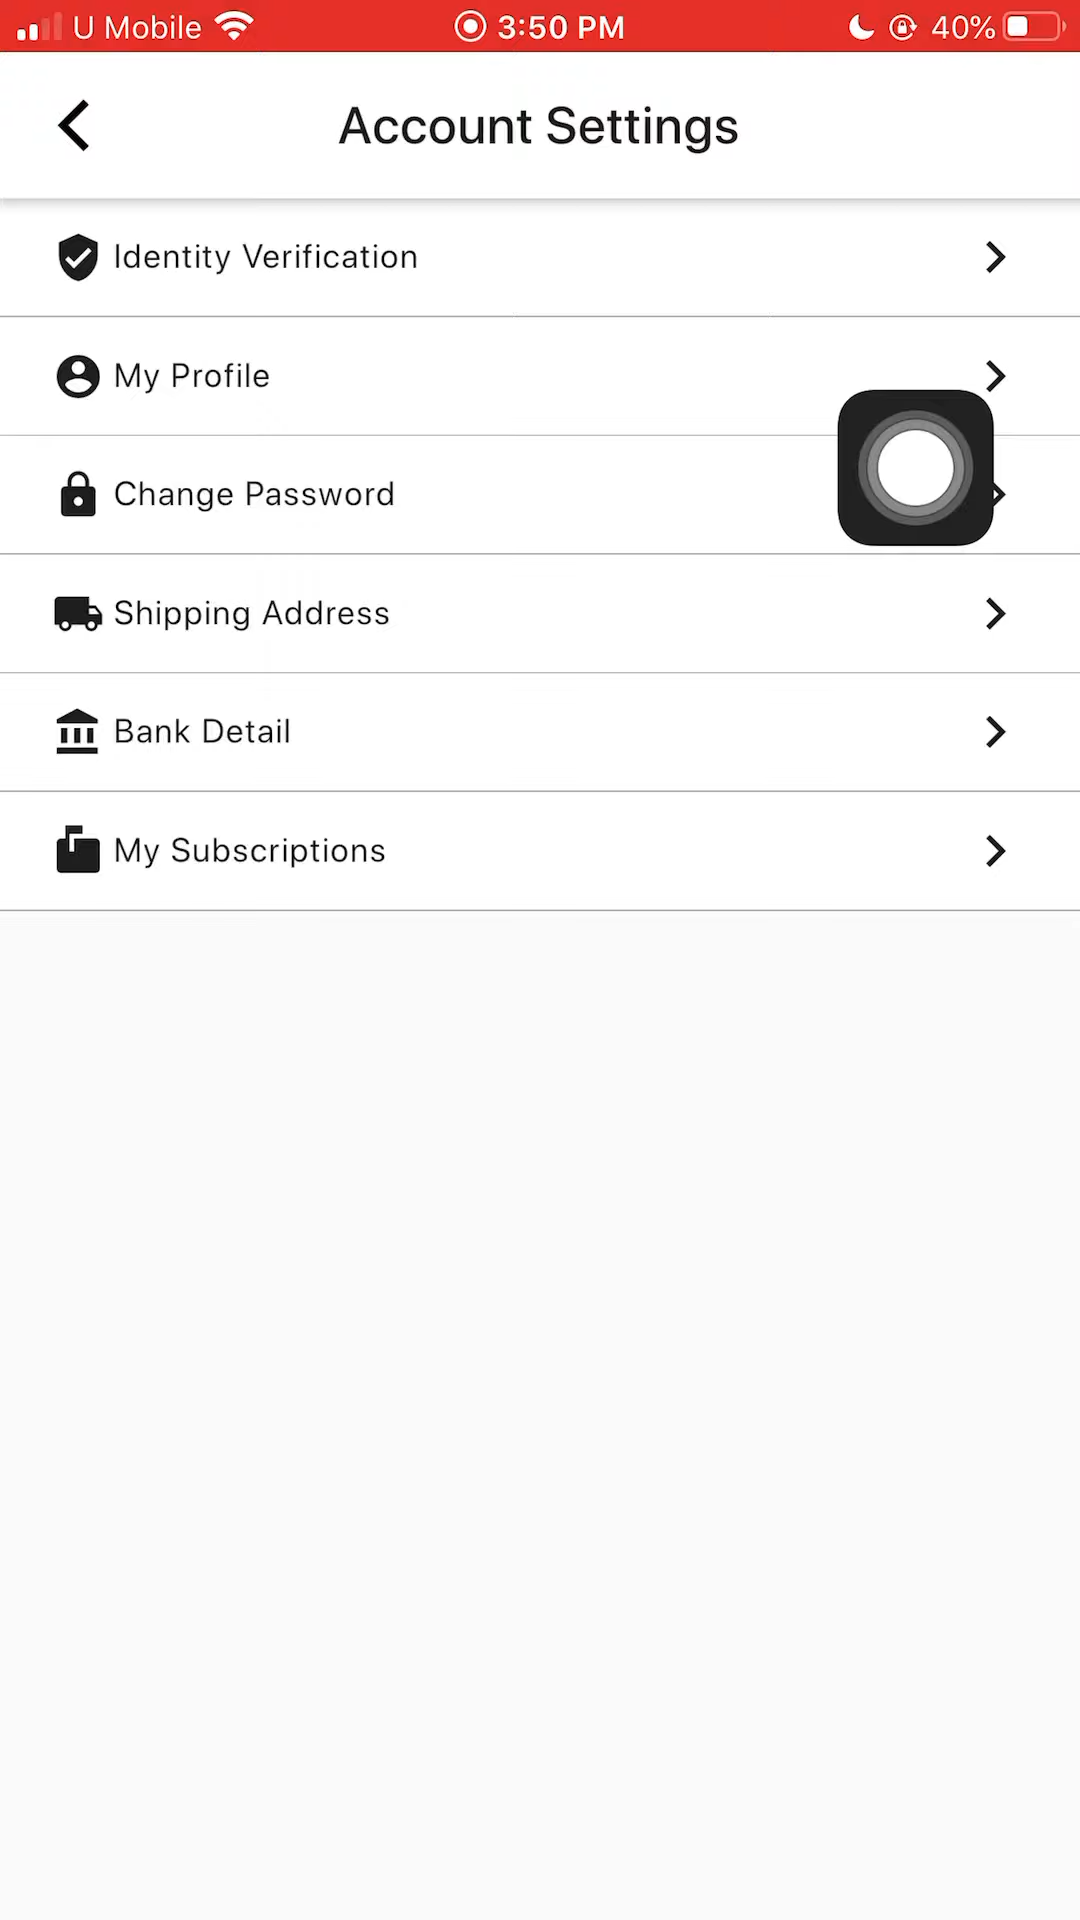 U Mobile 3:50 PM 40%
Account Settings
Identity Verification
My Profile
Change Password
Shipping Address
Bank Detail
My Subscriptions